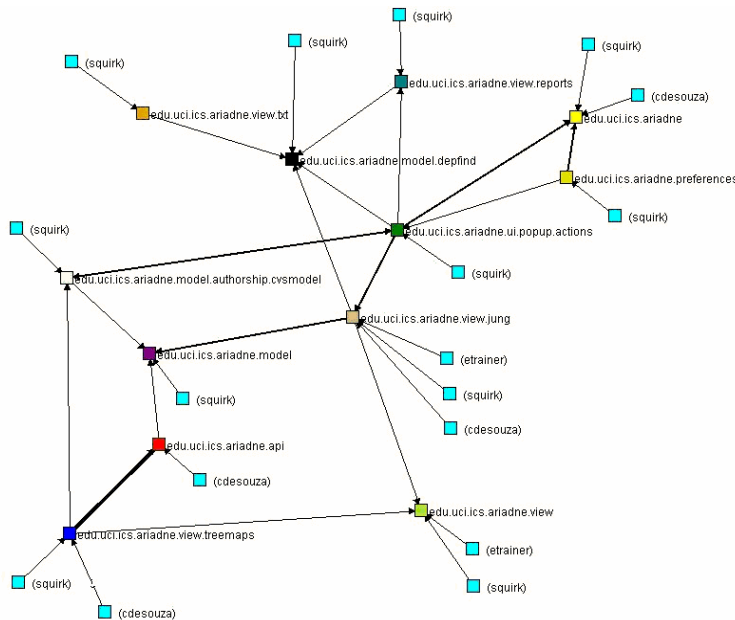 (squirk)
(squirk)
(squirk)
(squirk)
(squirk)
edu.uci.ics.ariadne.view.reports
(cdesouza)
edu.uci.ics.ariadne.view.txt
edu.uci.ics.ariadne
edu.uci.ics.ariadne.model.depfind
edu.uci.ics.ariadne.preferences
(squirk)
(squirk)
edu.uci.ics.ariadne.ui.popup.actions
(squirk)
edu.uci.ics.ariadne.model.authorship.cvsmodel
edu.uci.ics.ariadne.view.jung
edu.uci.ics.ariadne.model
(etrainer)
(squirk)
(squirk)
(cdesouza)
edu.uci.ics.ariadne.api
(cdesouza)
edu.uci.ics.ariadne.view
edu.uci.ics.ariadne.view.treemaps
(etrainer)
(squirk)
(squirk)
(cdesouza)